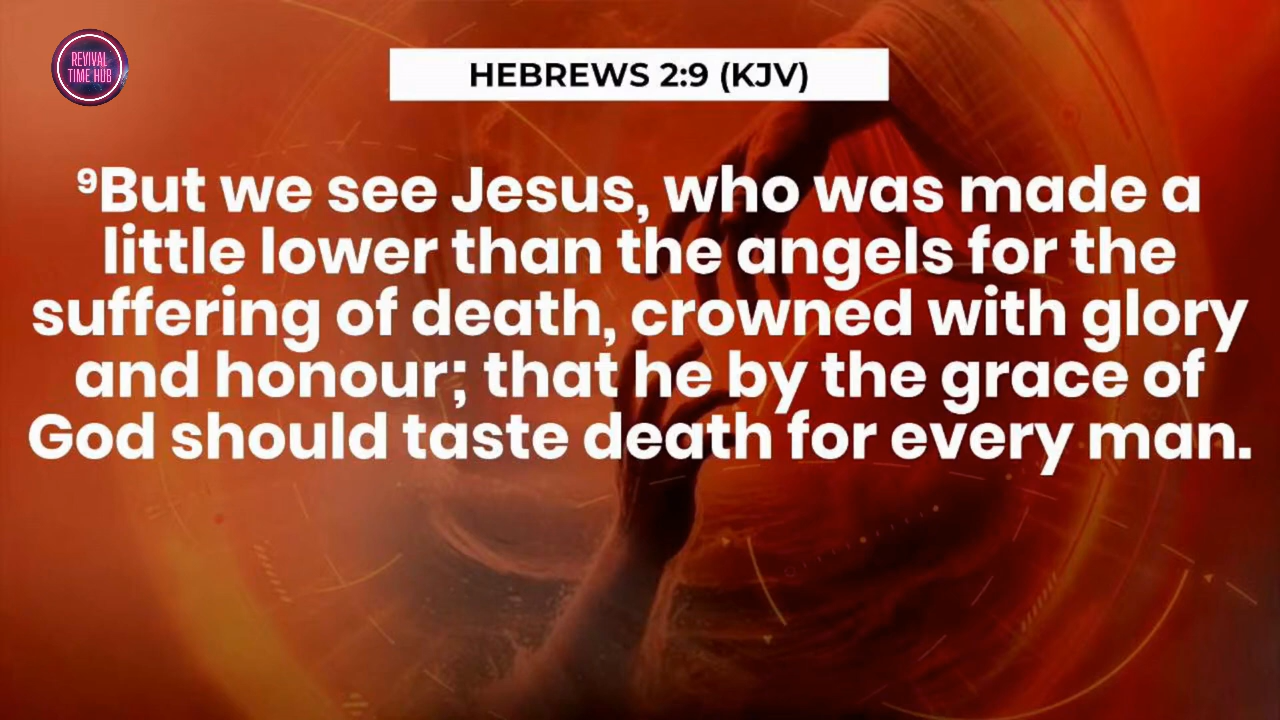 REVIVAL
TIME HUB
HEBREWS 2:9 (KJV)
⁹But we see Jesus, who was made a
little lower than the angels for the
suffering of death, crowned with glory
and honour; that he by the grace of
God should taste death for every man.